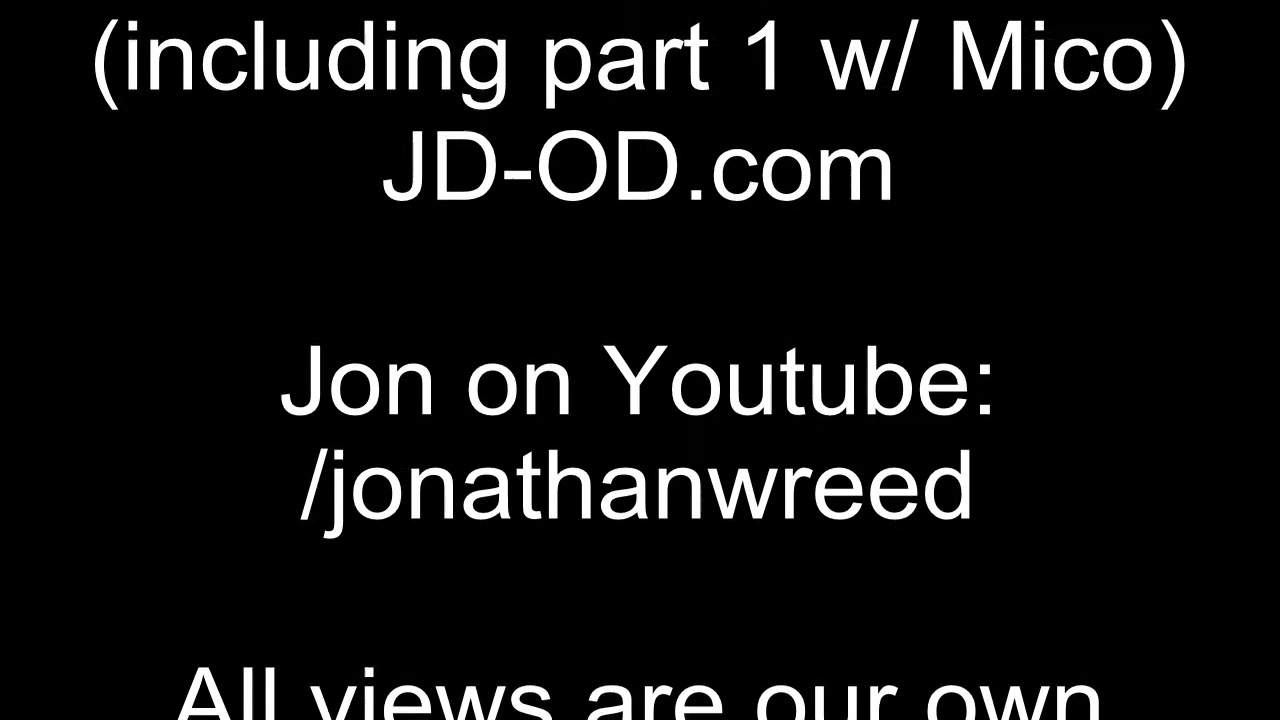 (including part 1 w/ Mico)
JD-OD.com
Jon on Youtube:
/jonathanwreed
All views are our own